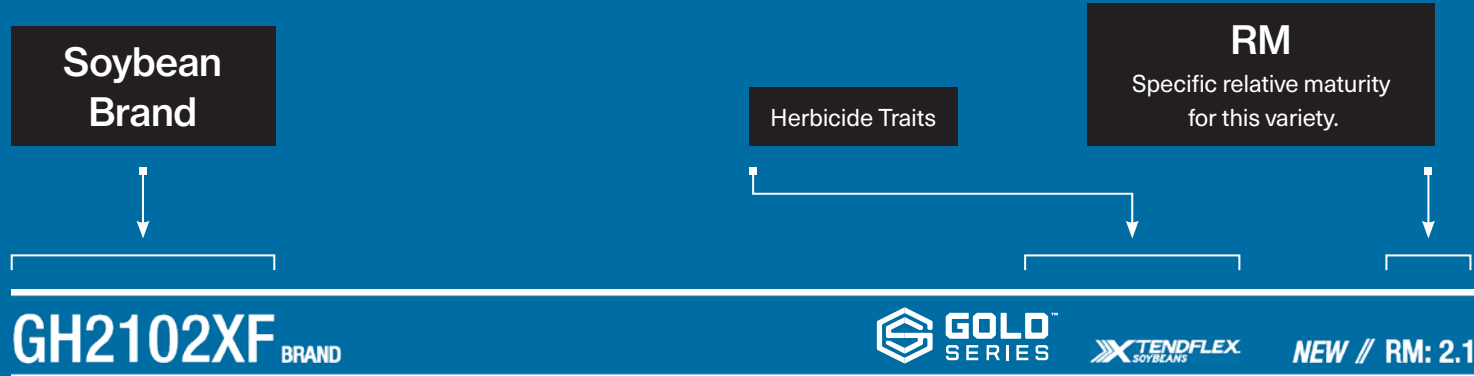 Soybean
Brand
Herbicide Traits
RM
Specific relative maturity
for this variety.
GH2102XF BRAND
GOLD™
SERIES
XTENDFLEX
SOYBEANS
NEW // RM: 2.1